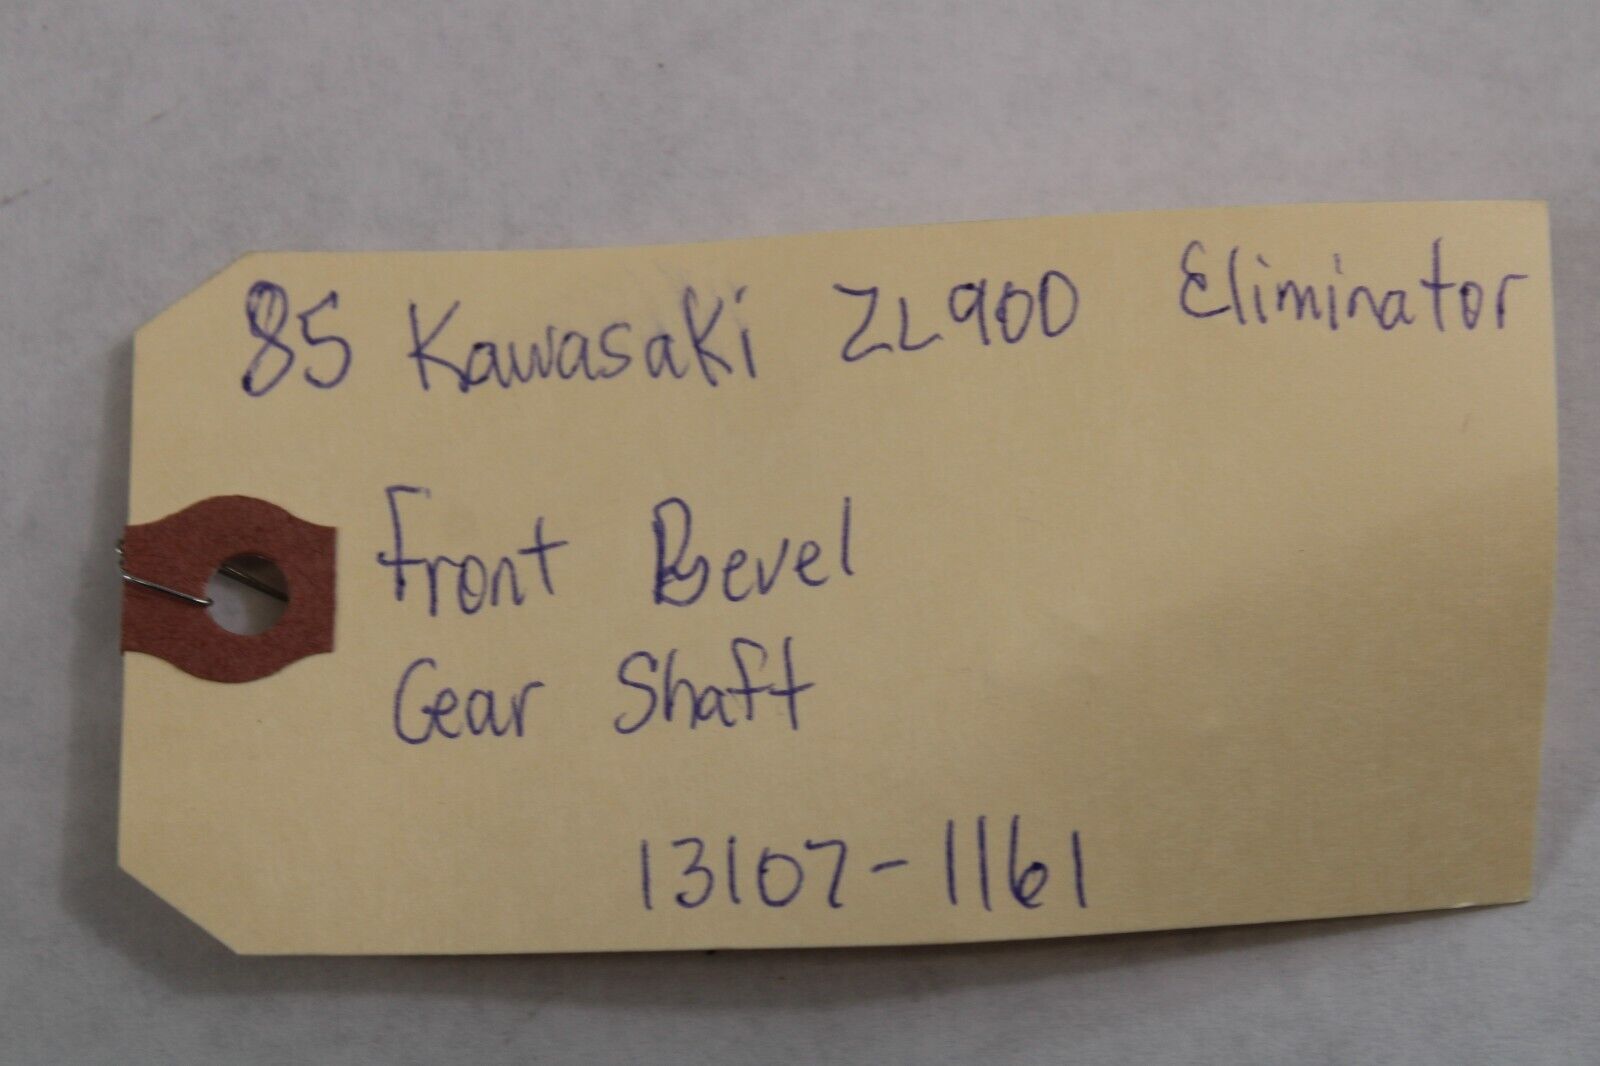 85 Kawasaki ZL900 Eliminator
Front Bevel
Gear Shaft
13107-1161